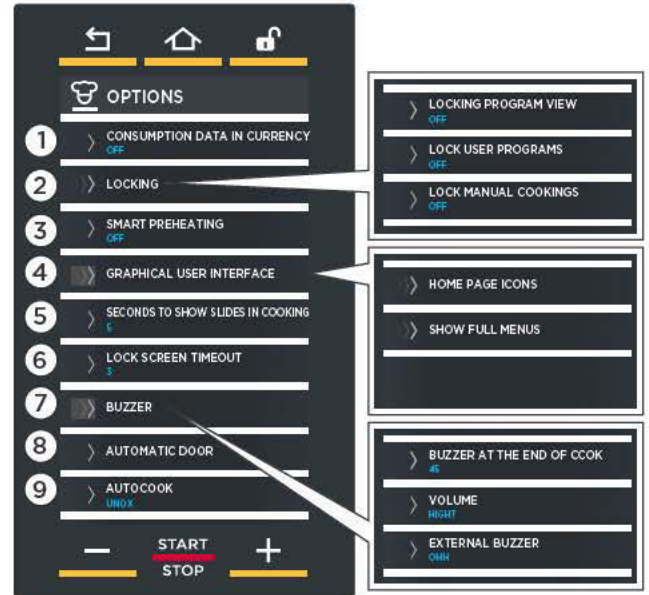 OPTIONS
1
CONSUMPTION DATA IN CURRENCY
OFF
2
LOCKING
3
SMART PREHEATING
OFF
4
GRAPHICAL USER INTERFACE
5
SECONDS TO SHOW SLIDES IN COOKING
5
6
LOCK SCREEN TIMEOUT
3
7
BUZZER
8
AUTOMATIC DOOR
9
AUTOCOOK
UNOX
START
STOP
LOCKING PROGRAM VIEW
OFF
LOCK USER PROGRAMS
OFF
LOCK MANUAL COOKINGS
OFF
HOME PAGE ICONS
SHOW FULL MENUS
BUZZER AT THE END OF CCOK
45
VOLUME
HIGHT
EXTERNAL BUZZER
OHH